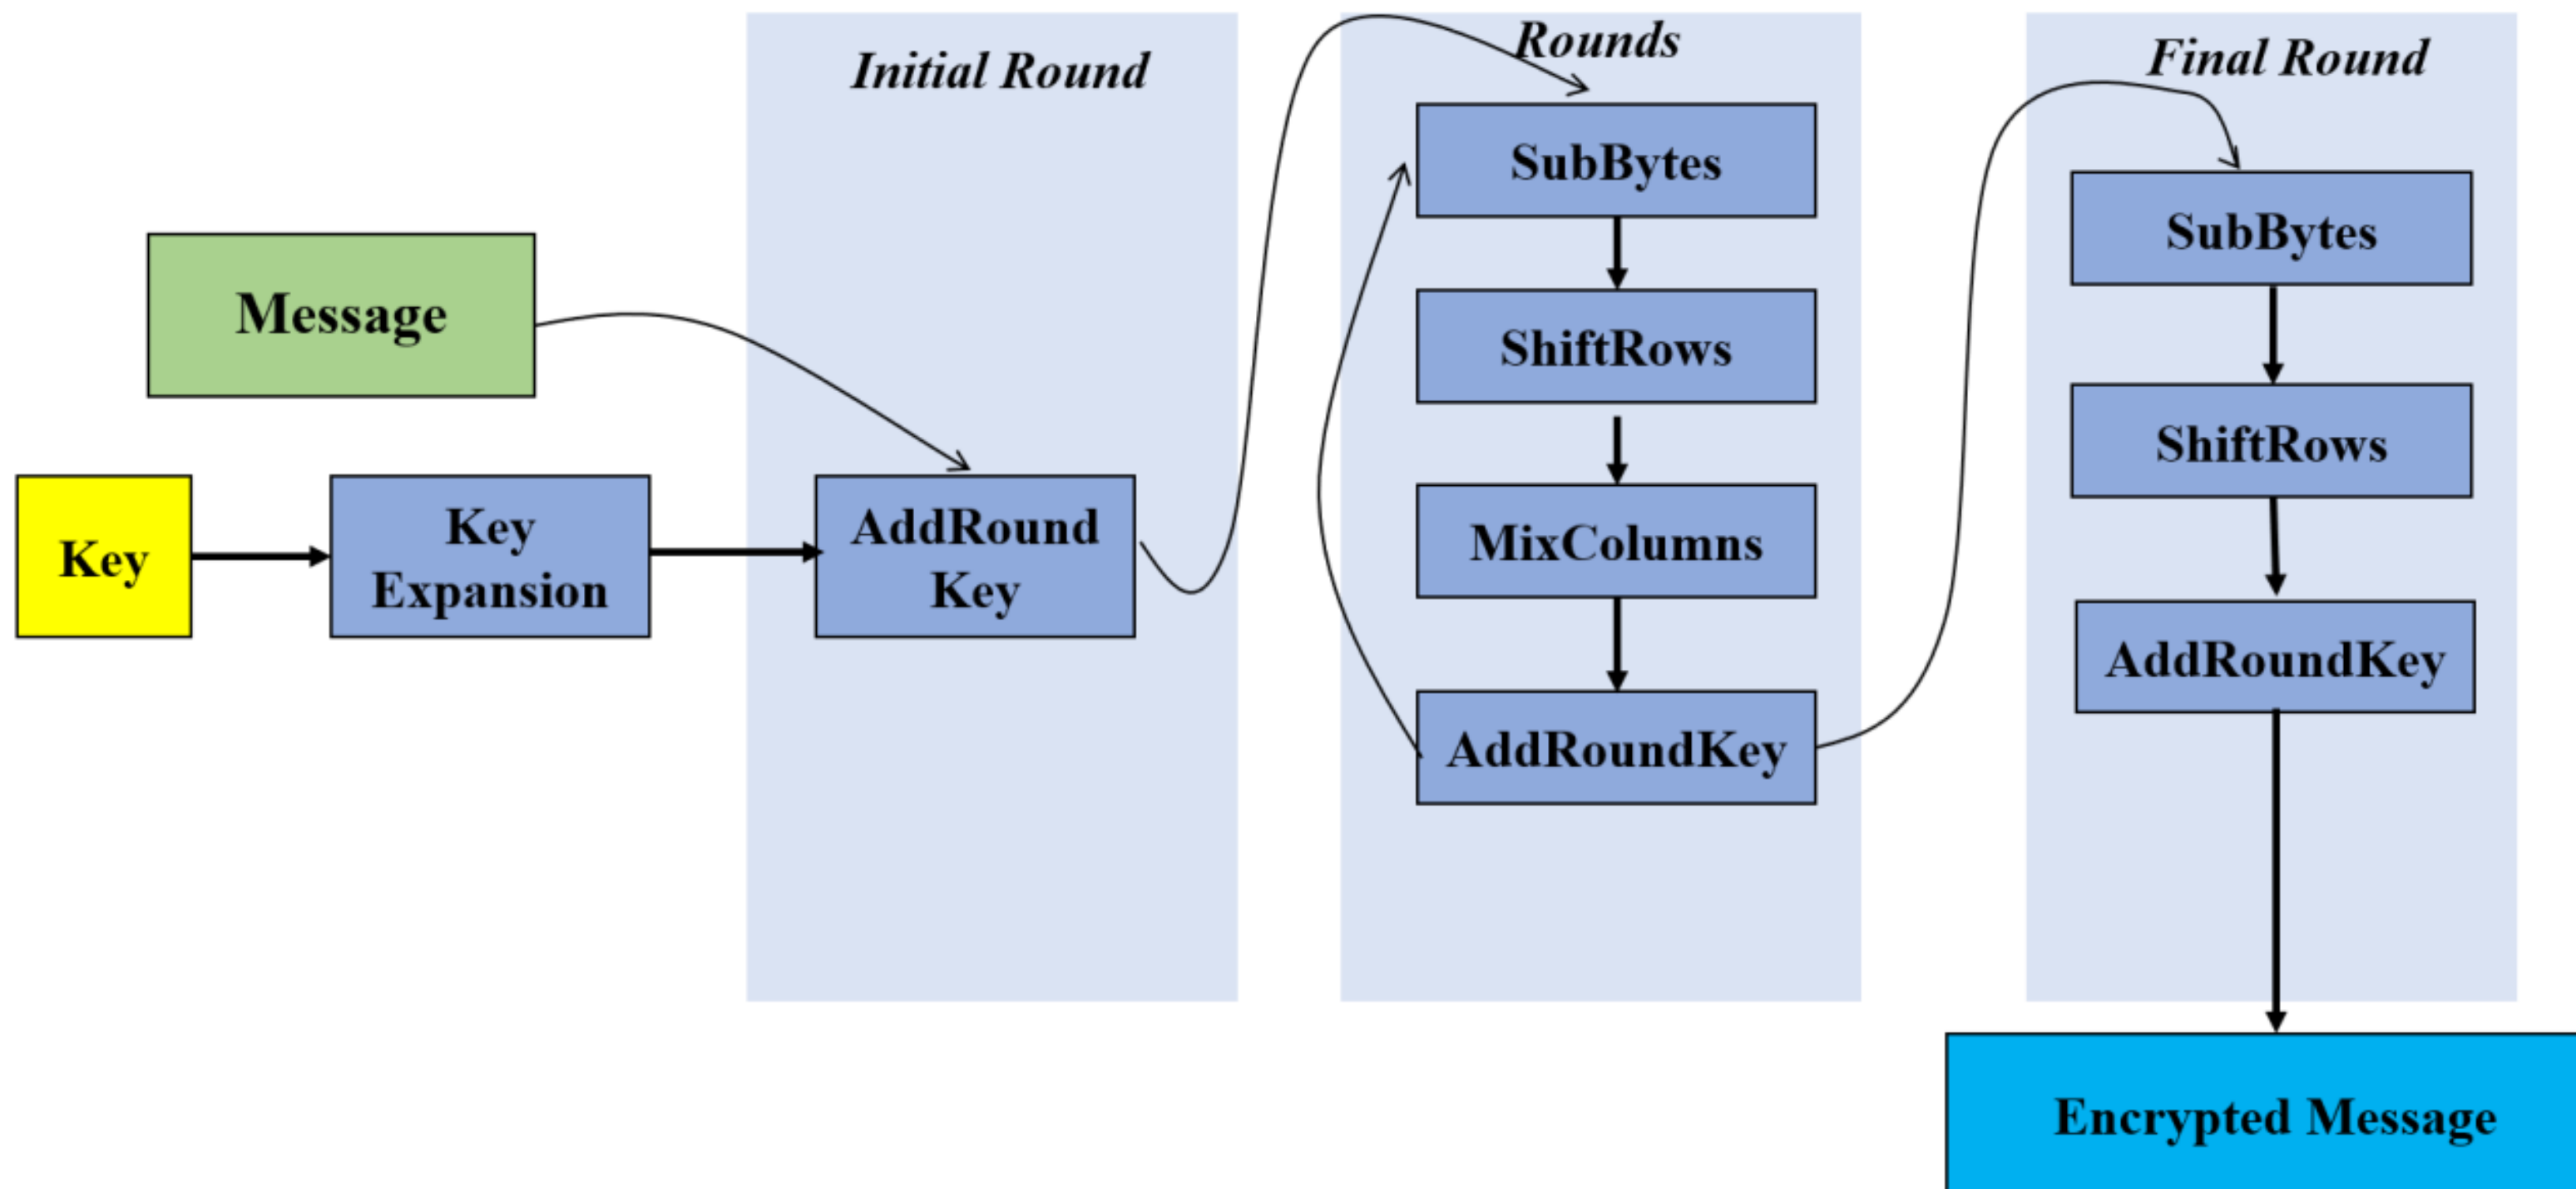 Initial Round
Rounds
Final Round
Message
Key
Key
Expansion
AddRound
Key
SubBytes
ShiftRows
MixColumns
AddRoundKey
SubBytes
ShiftRows
AddRoundKey
Encrypted Message